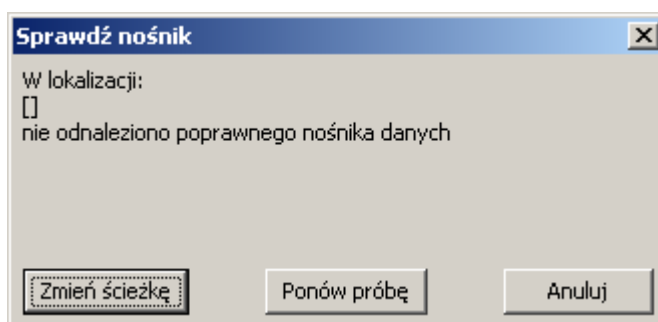 Sprawdź nośnik
W lokalizacji:
[]
nie odnaleziono poprawnego nośnika danych
Zmień ścieżkę
Ponów próbę
Anuluj